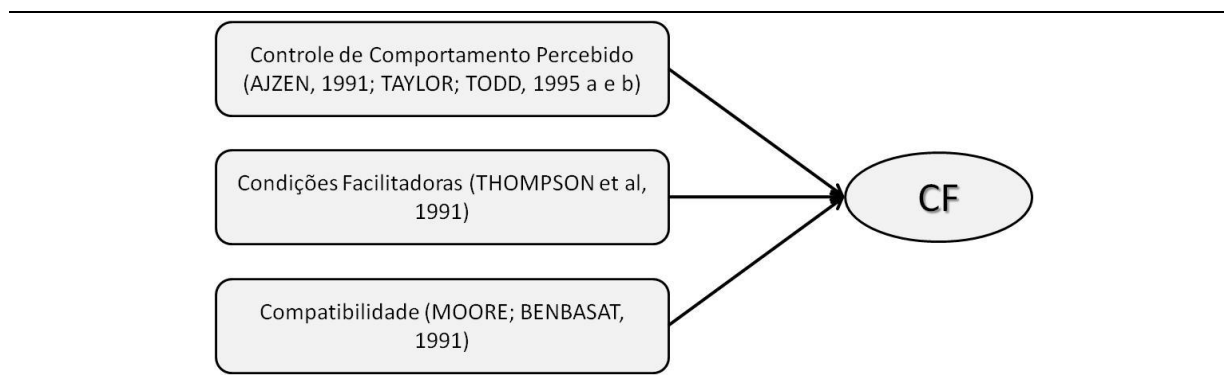 Controle de Comportamento Percebido
(AJZEN, 1991; TAYLOR; TODD, 1995 a e b)
Condições Facilitadoras (THOMPSON et al,
1991)
CF
Compatibilidade (MOORE; BENBASAT,
1991)